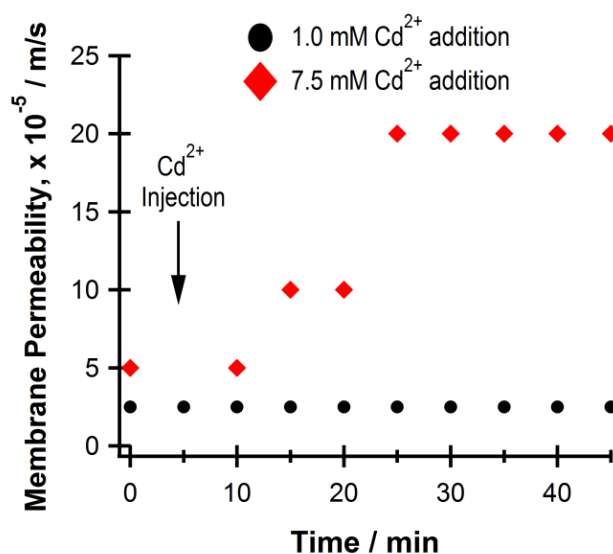 1.0 mM Cd²⁺ addition
7.5 mM Cd²⁺ addition
Membrane Permeability, x 10⁻⁵ / m/s
25
20
15
10
5
0
Cd²⁺
Injection
0
10
20
30
40
Time / min